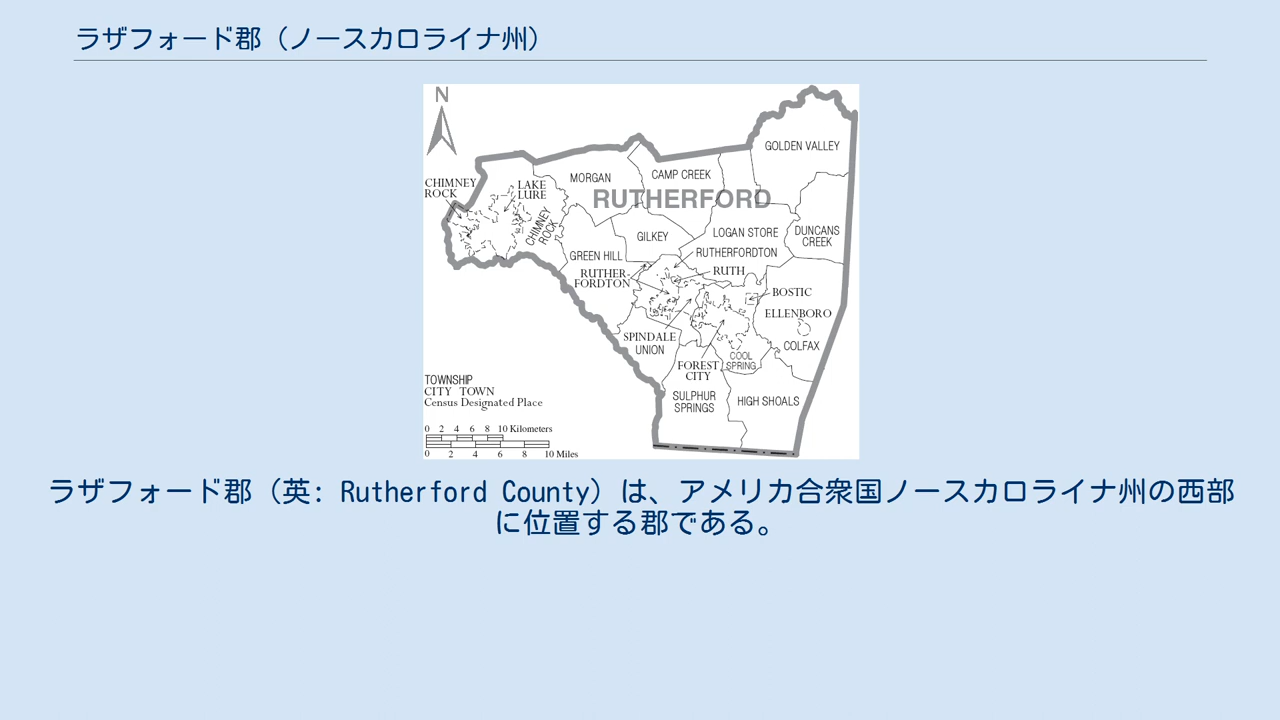 ラザフォード郡（ノースカロライナ州）
N
GOLDEN VALLEY
CAMP CREEK
MORGAN
CHIMNEY
ROCK
LAKE
LURE
RUTHERFORD
CHIMNEY
ROCK
GILKEY
LOGAN STORE
DUNCANS
CREEK
GREEN HILL
RUTHERFORDTON
RUTHER-
FORDTON
RUTH
BOSTIC
ELLENBORO
SPINDALE
UNION
COLFAX
COOL
SPRING
FOREST
CITY
SULPHUR
SPRINGS
HIGH SHOALS
TOWNSHIP
CITY TOWN
Census Designated Place
0 2 4 6 8 10 Kilometers
0 2 4 6 8 10 Miles
ラザフォード郡（英: Rutherford County）は、アメリカ合衆国ノースカロライナ州の西部
に位置する郡である。